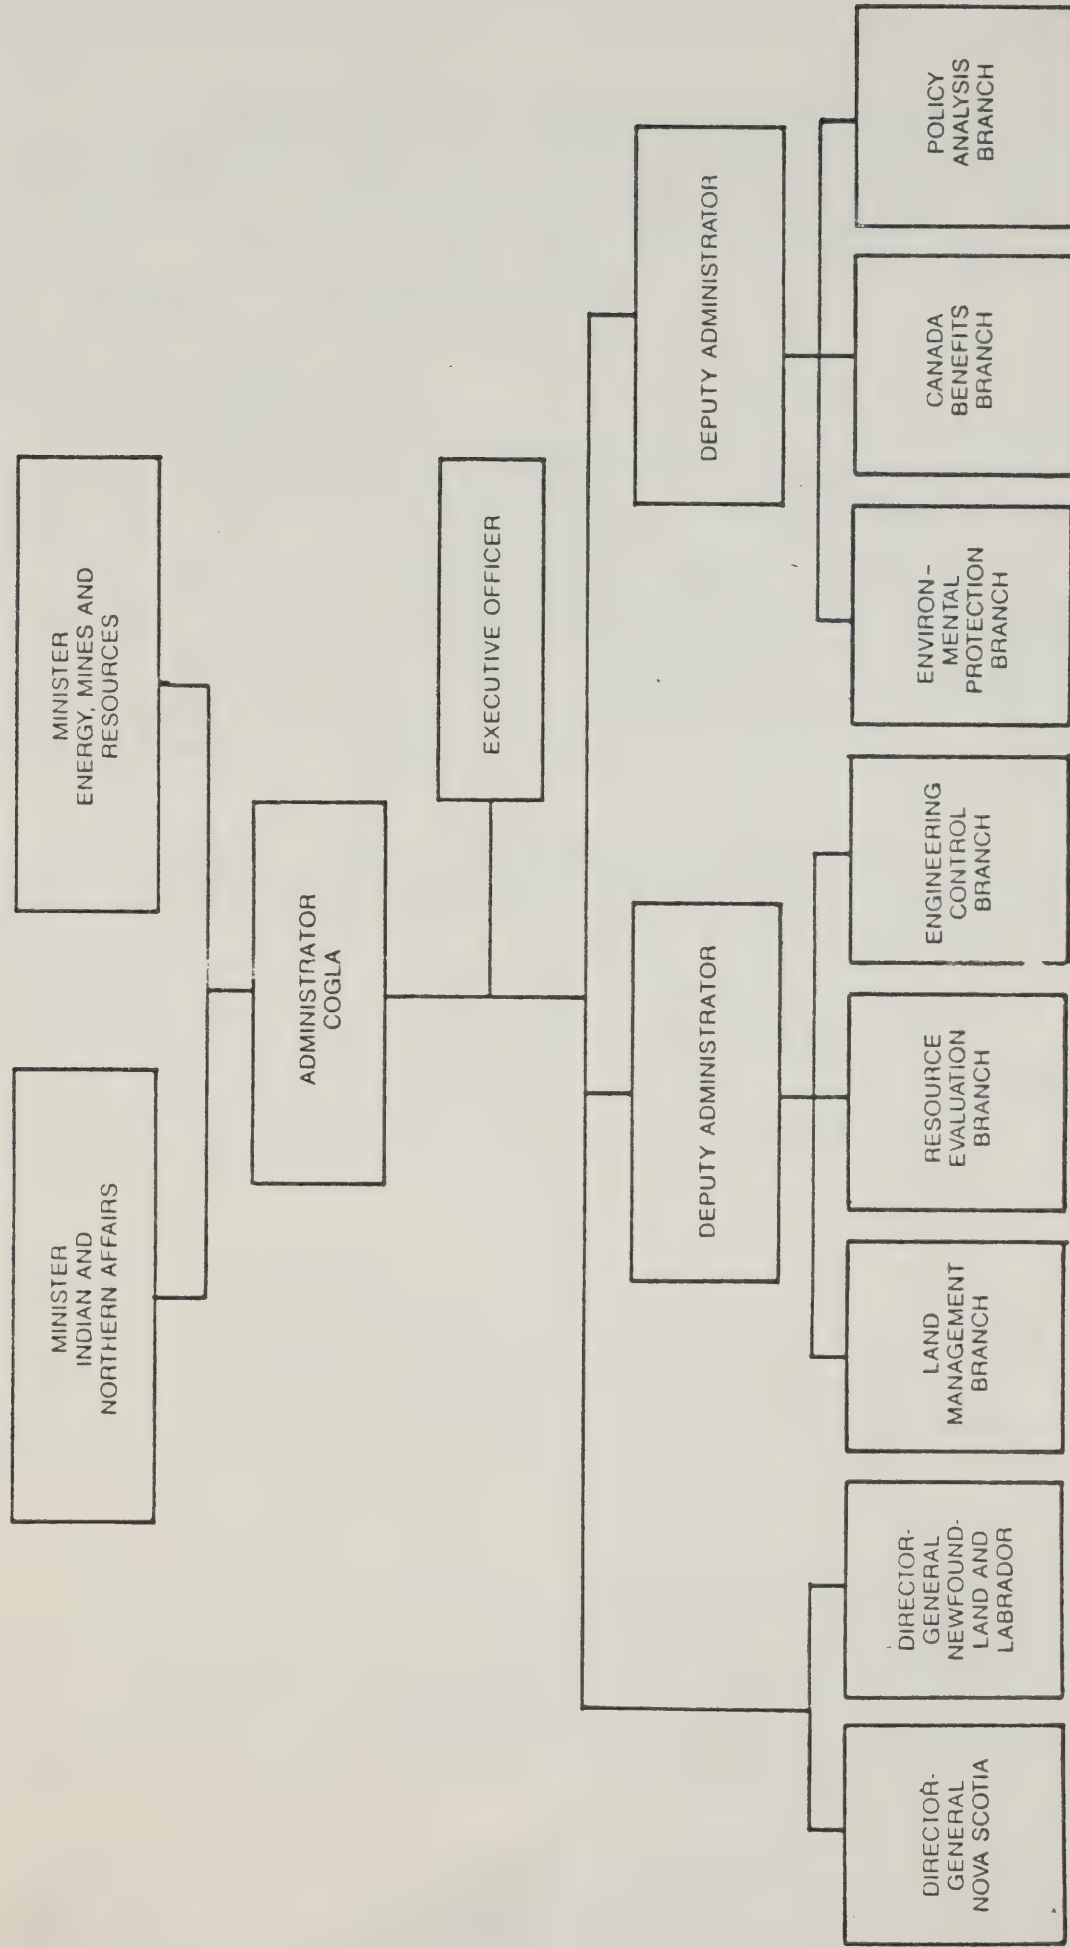 MINISTER
INDIAN AND
NORTHERN AFFAIRS
MINISTER
ENERGY, MINES AND
RESOURCES
ADMINISTRATOR
COGLA
EXECUTIVE OFFICER
DEPUTY ADMINISTRATOR
DEPUTY ADMINISTRATOR
DIRECTOR-
GENERAL
NOVA SCOTIA
DIRECTOR-
GENERAL
NEWFOUND-
LAND AND
LABRADOR
LAND
MANAGEMENT
BRANCH
RESOURCE
EVALUATION
BRANCH
ENGINEERING
CONTROL
BRANCH
ENVIRON-
MENTAL
PROTECTION
BRANCH
CANADA
BENEFITS
BRANCH
POLICY
ANALYSIS
BRANCH